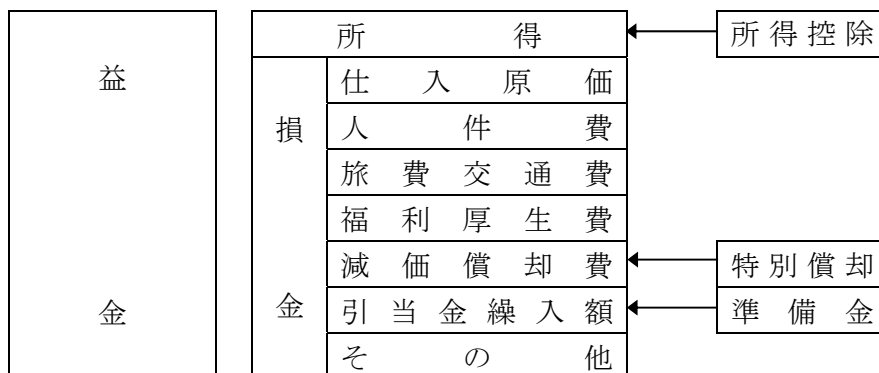 益金
所得
所得控除
損金
仕入原価
人件費
旅費交通費
福利厚生費
減価償却費
特別償却
引当金繰入額
準備金
その他